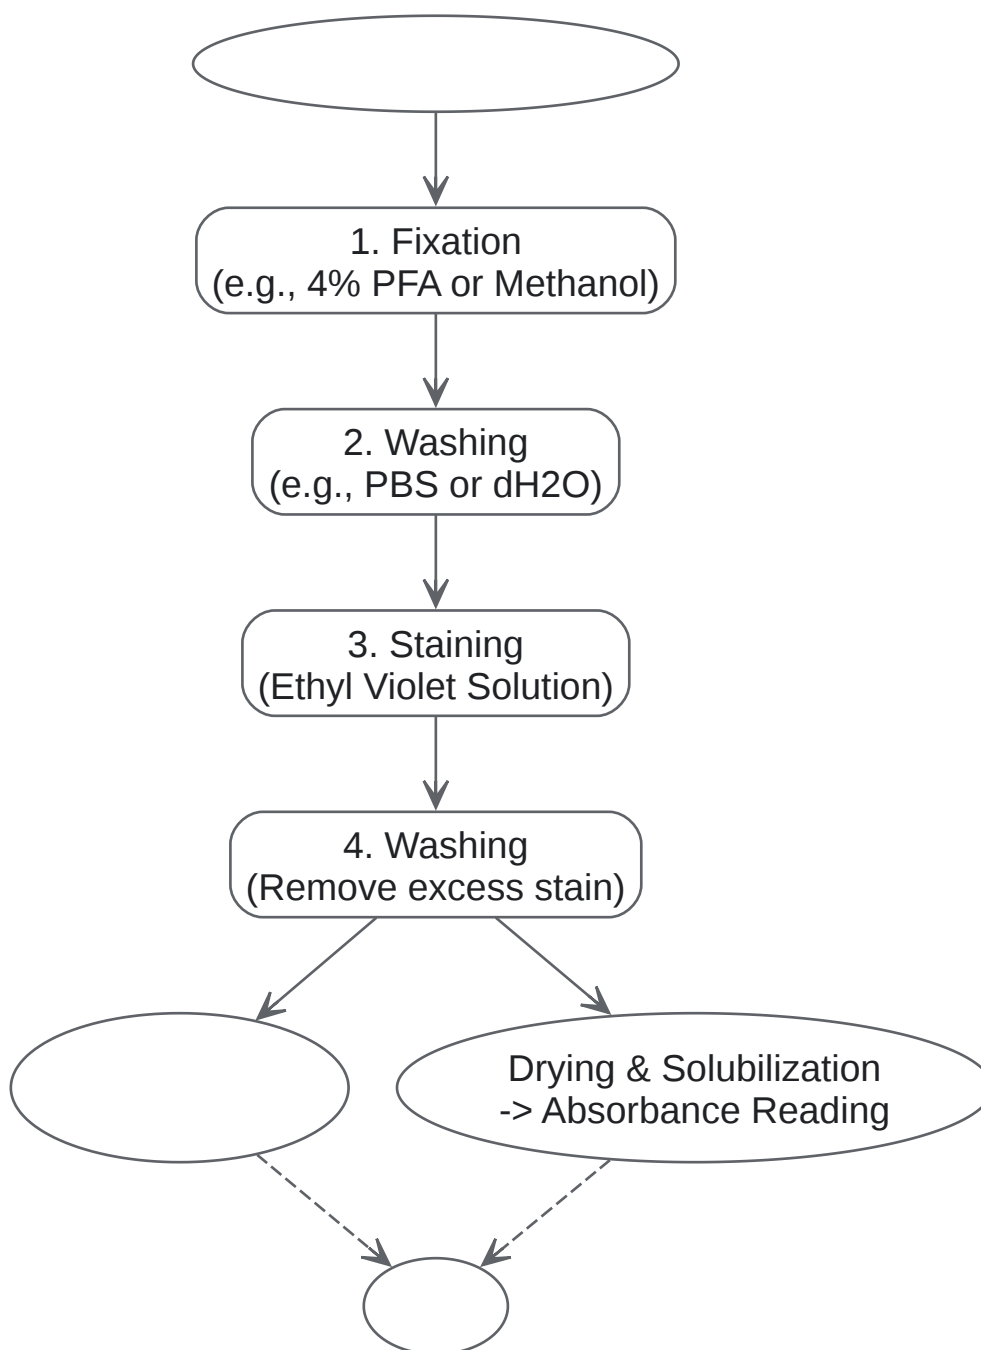 1. Fixation
(e.g., 4% PFA or Methanol)
2. Washing
(e.g., PBS or dH2O)
3. Staining
(Ethyl Violet Solution)
4. Washing
(Remove excess stain)
Drying & Solubilization
-> Absorbance Reading